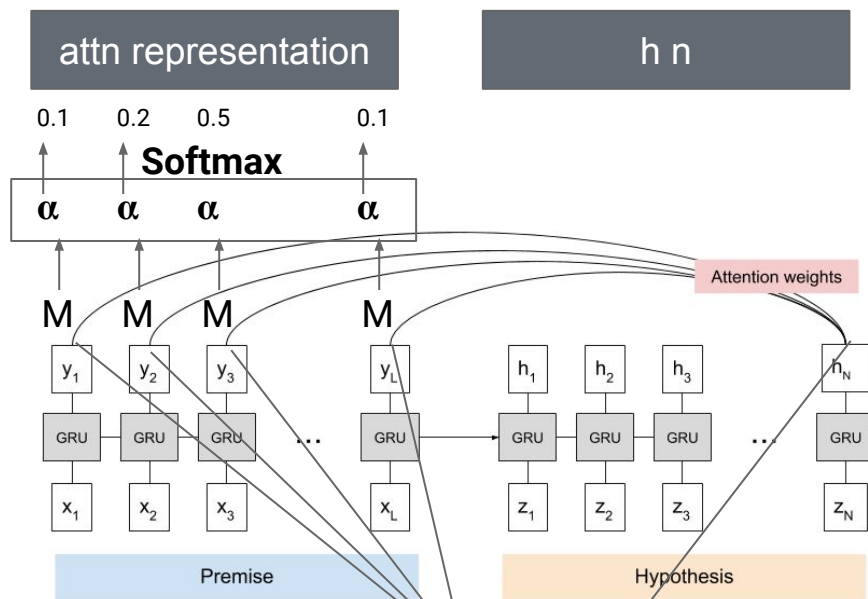 attn representation h n
0.1 0.2 0.5 0.1
Softmax
α α α α
Attention weights
M M M M
y1 y2 y3 yL h1 h2 h3 hN
GRU GRU GRU ... GRU GRU GRU GRU ... GRU
x1 x2 x3 xL z1 z2 z3 zN
Premise Hypothesis